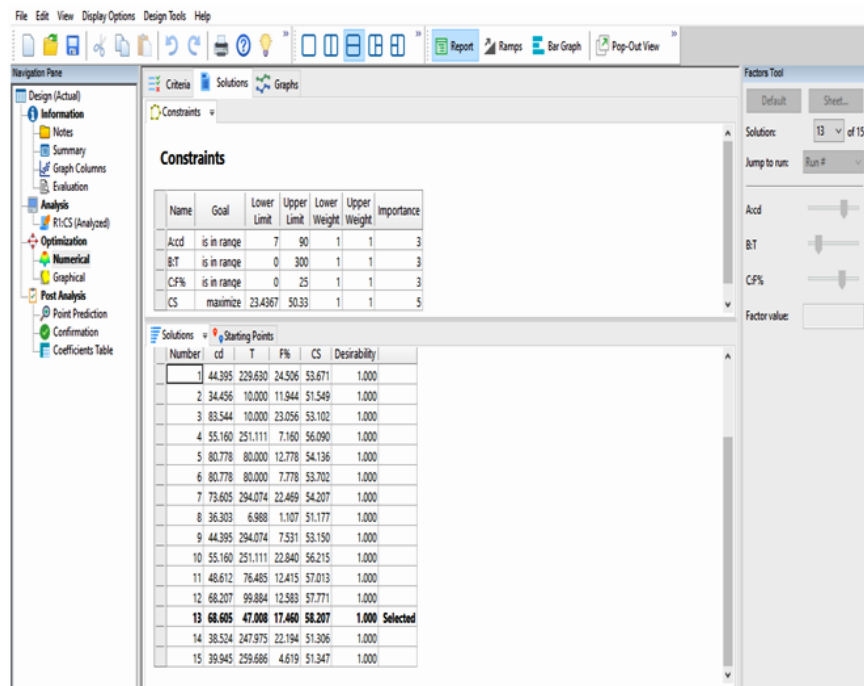 File Edit View Display Options Design Tools Help
Report Ramps Bar Graph Pop-Out View
Navigation Pane
Design (Actual)
Information
Notes
Summary
Graph Columns
Evaluation
Analysis
R1:CS (Analyzed)
Optimization
Numerical
Graphical
Post Analysis
Point Prediction
Confirmation
Coefficients Table
Criteria Solutions Graphs
Constraints
Constraints
Name Goal Lower Limit Upper Limit Lower Weight Upper Weight Importance
A:cd is in range 7 90 1 1 3
B:T is in range 0 300 1 1 3
C:F% is in range 0 25 1 1 3
CS maximize 23.4367 50.33 1 1 5
Solutions Starting Points
Number cd T F% CS Desirability
1 44.395 229.630 24.506 53.671 1.000
2 34.456 10.000 11.944 51.549 1.000
3 83.544 10.000 23.056 53.102 1.000
4 55.160 251.111 7.160 56.090 1.000
5 80.778 80.000 12.778 54.136 1.000
6 80.778 80.000 7.778 53.702 1.000
7 73.605 294.074 22.469 54.207 1.000
8 36.303 6.988 1.107 51.177 1.000
9 44.395 294.074 7.531 53.150 1.000
10 55.160 251.111 22.840 56.215 1.000
11 48.612 76.485 12.415 57.013 1.000
12 68.207 99.884 12.583 57.771 1.000
13 68.605 47.008 17.460 58.207 1.000 Selected
14 38.524 247.975 22.194 51.306 1.000
15 39.945 259.686 4.619 51.347 1.000
Factors Tool
Default Sheet...
Solution: 13 of 15
Jump to run: Run #
A:cd
B:T
C:F%
Factor value: